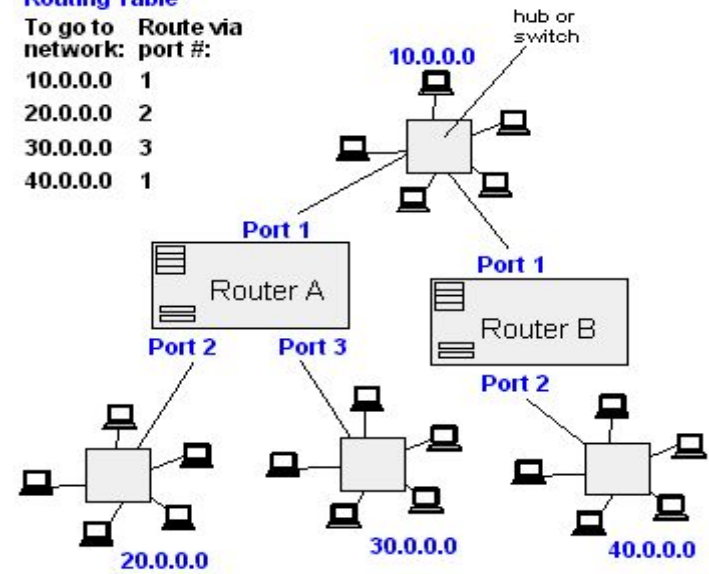 Routing Table
To go to Route via
network: port #:
10.0.0.0 1
20.0.0.0 2
30.0.0.0 3
40.0.0.0 1
hub or
switch
10.0.0.0
Port 1
Router A
Port 2 Port 3
Port 1
Router B
Port 2
20.0.0.0
30.0.0.0
40.0.0.0